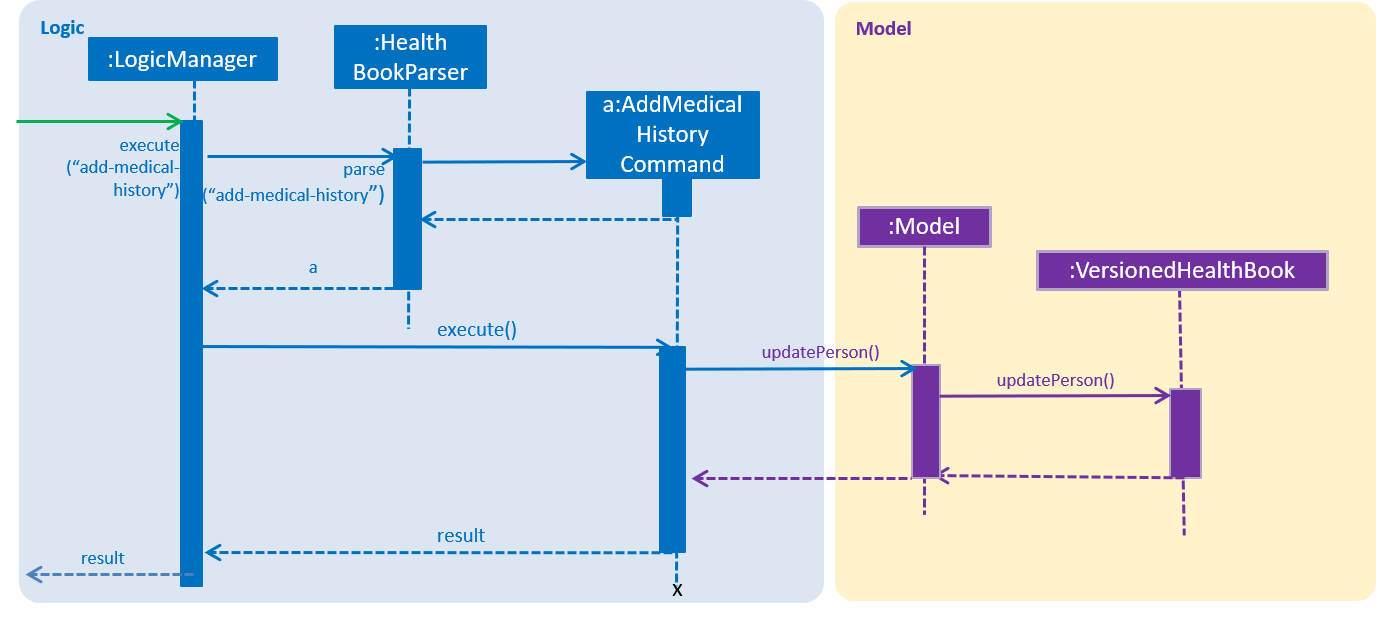 Logic
Model
:LogicManager
:Health
BookParser
a:AddMedical
History
Command
execute
(“add-medical-
history”)
parse
(“add-medical-history”)
:Model
:VersionedHealthBook
a
execute()
updatePerson()
updatePerson()
result
result
X